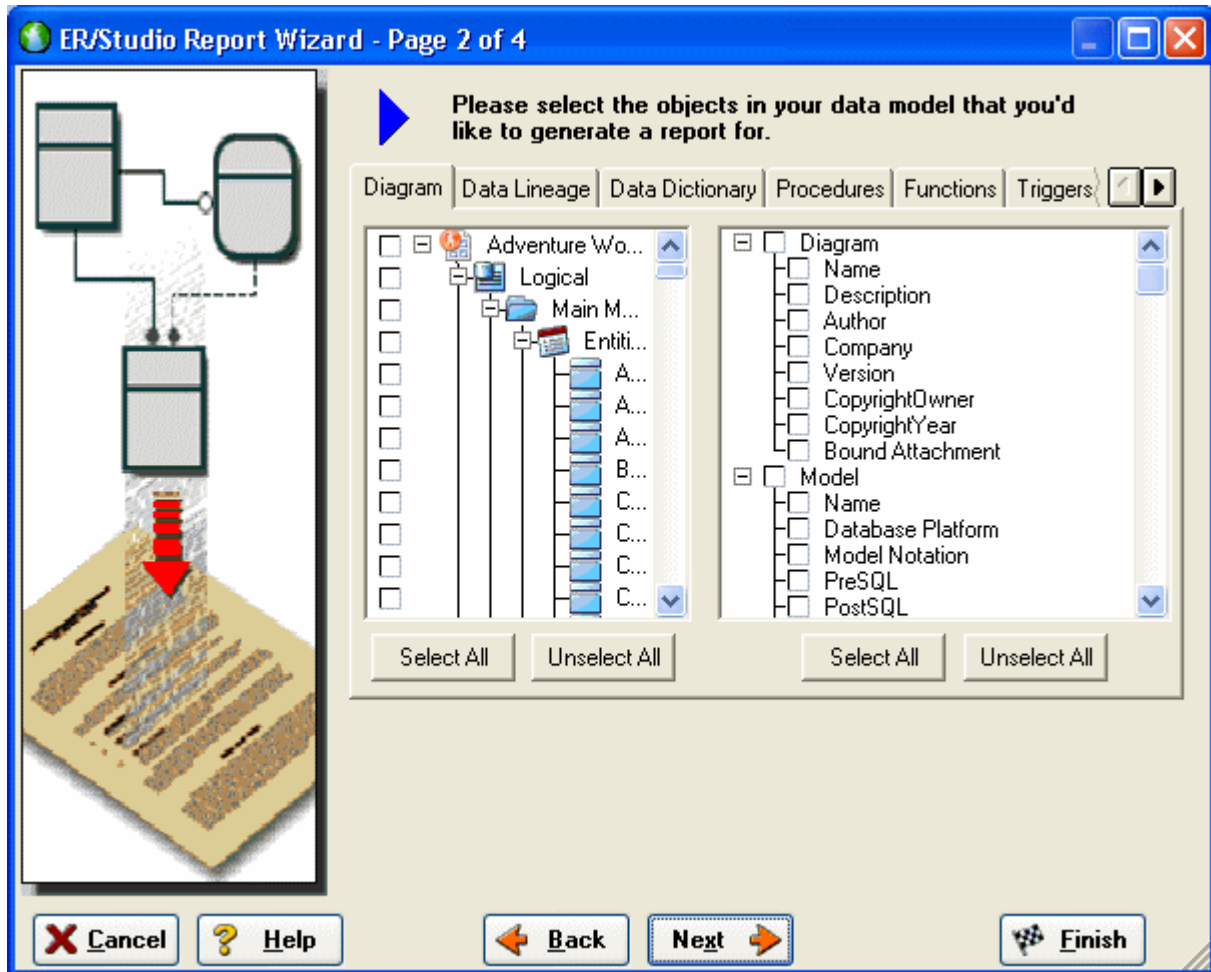 ER/Studio Report Wizard - Page 2 of 4
Please select the objects in your data model that you'd
like to generate a report for.
Diagram Data Lineage Data Dictionary Procedures Functions Triggers
Adventure Wo...
Logical
Main M...
Entiti...
A...
A...
A...
B...
C...
C...
C...
C...
Select All Unselect All
Diagram
Name
Description
Author
Company
Version
CopyrightOwner
CopyrightYear
Bound Attachment
Model
Name
Database Platform
Model Notation
PreSQL
PostSQL
Select All Unselect All
Cancel Help Back Next Finish